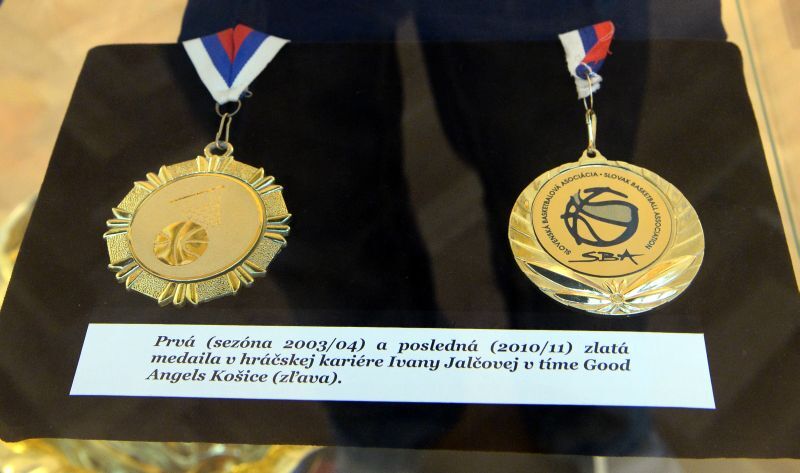 SLOVENSKÁ BASKETBALOVÁ ASOCIÁCIA • SLOVAK BASKETBALL ASSOCIATION
SBA
Prvá (sezóna 2003/04) a posledná (2010/11) zlatá
medaila v hráčskej kariére Ivany Jalčovej v tíme Good
Angels Košice (zľava).